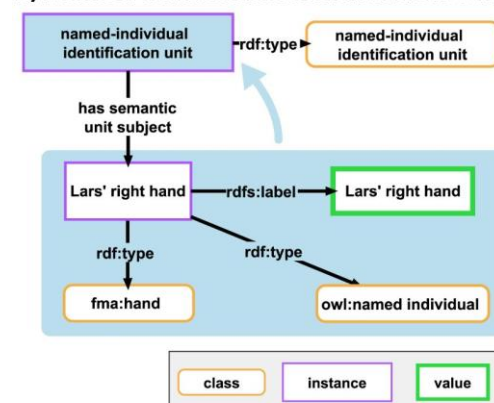 named-individual
identification unit
rdf:type
named-individual
identification unit
has semantic
unit subject
Lars' right hand
rdfs:label
Lars' right hand
rdf:type
rdf:type
fma:hand
owl:named individual
class
instance
value